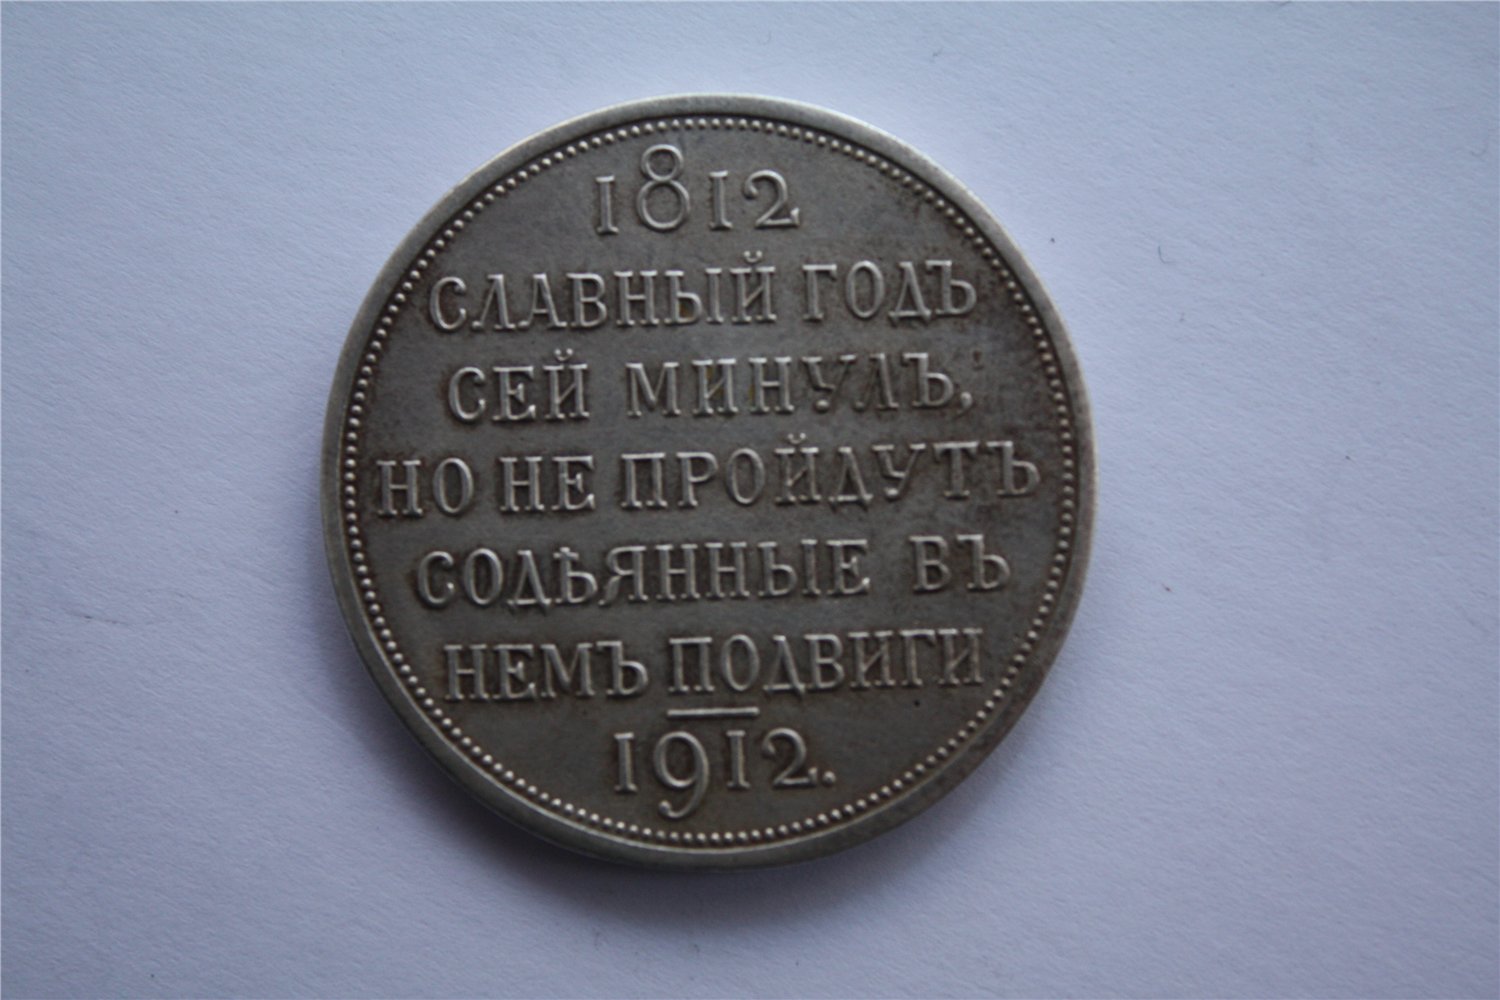 1812
СЛАВНЫЙ ГОДЪ
СЕЙ МИНУЛЪ,
НО НЕ ПРОЙДУТЪ
СОДѢЯННЫЕ ВЪ
НЕМЪ ПОДВИГИ
1912.